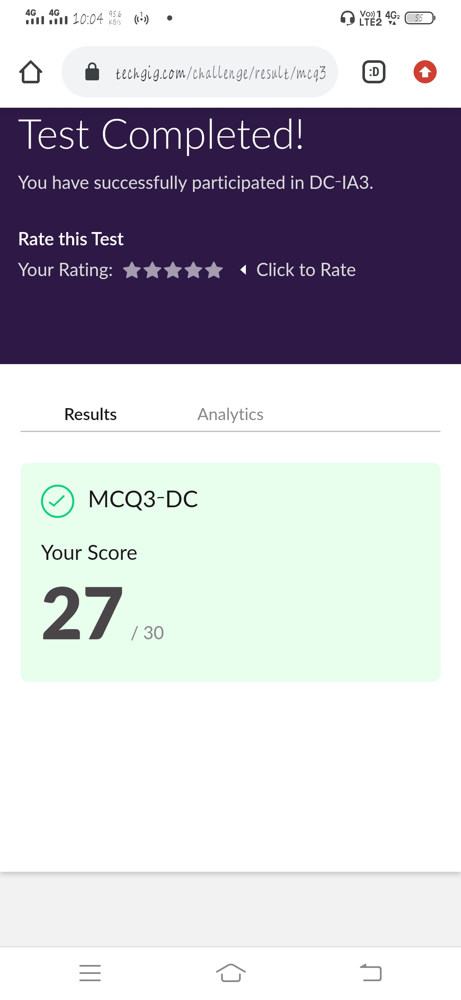 4G 4G 10:04 95.6 KB/s 1 Vo)) 1 LTE2 4G2 55
techgig.com/challenge/result/mcq3
:D
Test Completed!
You have successfully participated in DC-IA3.
Rate this Test
Your Rating: Click to Rate
Results Analytics
MCQ3-DC
Your Score
27 / 30